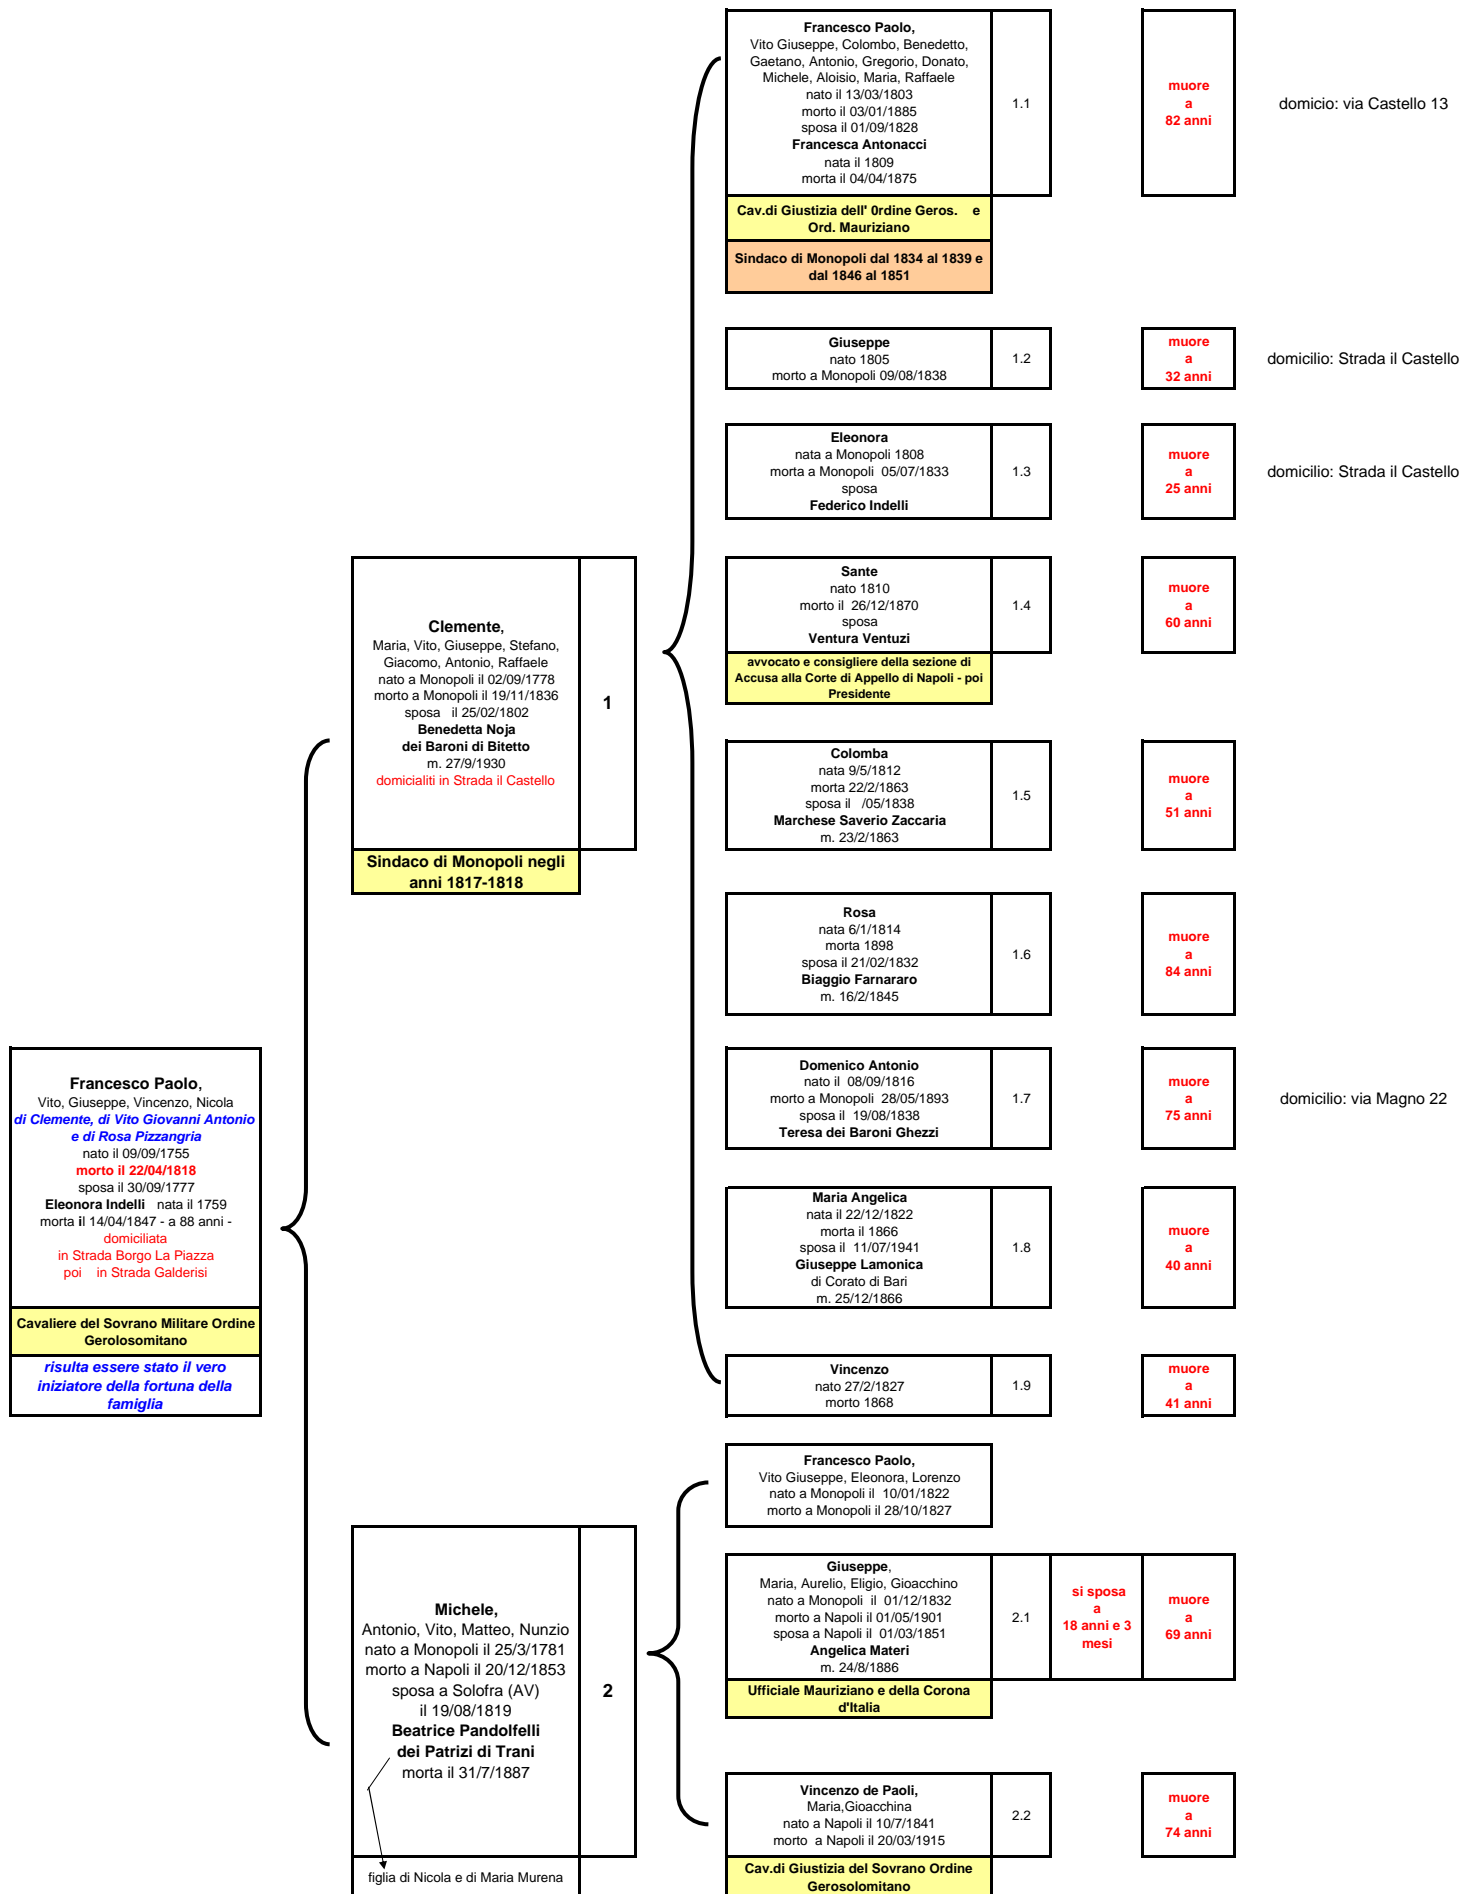 Francesco Paolo,
Vito Giuseppe, Colombo, Benedetto,
Gaetano, Antonio, Gregorio, Donato,
Michele, Aloisio, Maria, Raffaele
nato il 13/03/1803
morto il 03/01/1885
sposa il 01/09/1828
Francesca Antonacci
nata il 1809
morta il 04/04/1875
1.1
muore
a
82 anni
domicio: via Castello 13
Cav.di Giustizia dell' 0rdine Geros. e
Ord. Mauriziano
Sindaco di Monopoli dal 1834 al 1839 e
dal 1846 al 1851
Giuseppe
nato 1805
morto a Monopoli 09/08/1838
1.2
muore
a
32 anni
domicilio: Strada il Castello
Eleonora
nata a Monopoli 1808
morta a Monopoli 05/07/1833
sposa
Federico Indelli
1.3
muore
a
25 anni
domicilio: Strada il Castello
Sante
nato 1810
morto il 26/12/1870
sposa
Ventura Ventuzi
1.4
muore
a
60 anni
avvocato e consigliere della sezione di
Accusa alla Corte di Appello di Napoli - poi
Presidente
Clemente,
Maria, Vito, Giuseppe, Stefano,
Giacomo, Antonio, Raffaele
nato a Monopoli il 02/09/1778
morto a Monopoli il 19/11/1836
sposa il 25/02/1802
Benedetta Noja
dei Baroni di Bitetto
m. 27/9/1930
domicialiti in Strada il Castello
1
Sindaco di Monopoli negli
anni 1817-1818
Colomba
nata 9/5/1812
morta 22/2/1863
sposa il /05/1838
Marchese Saverio Zaccaria
m. 23/2/1863
1.5
muore
a
51 anni
Rosa
nata 6/1/1814
morta 1898
sposa il 21/02/1832
Biaggio Farnararo
m. 16/2/1845
1.6
muore
a
84 anni
Francesco Paolo,
Vito, Giuseppe, Vincenzo, Nicola
di Clemente, di Vito Giovanni Antonio
e di Rosa Pizzangria
nato il 09/09/1755
morto il 22/04/1818
sposa il 30/09/1777
Eleonora Indelli nata il 1759
morta il 14/04/1847 - a 88 anni -
domiciliata
in Strada Borgo La Piazza
poi in Strada Galderisi
Cavaliere del Sovrano Militare Ordine
Gerolosomitano
risulta essere stato il vero
iniziatore della fortuna della
famiglia
Domenico Antonio
nato il 08/09/1816
morto a Monopoli 28/05/1893
sposa il 19/08/1838
Teresa dei Baroni Ghezzi
1.7
muore
a
75 anni
domicilio: via Magno 22
Maria Angelica
nata il 22/12/1822
morta il 1866
sposa il 11/07/1941
Giuseppe Lamonica
di Corato di Bari
m. 25/12/1866
1.8
muore
a
40 anni
Vincenzo
nato 27/2/1827
morto 1868
1.9
muore
a
41 anni
Francesco Paolo,
Vito Giuseppe, Eleonora, Lorenzo
nato a Monopoli il 10/01/1822
morto a Monopoli il 28/10/1827
Michele,
Antonio, Vito, Matteo, Nunzio
nato a Monopoli il 25/3/1781
morto a Napoli il 20/12/1853
sposa a Solofra (AV)
il 19/08/1819
Beatrice Pandolfelli
dei Patrizi di Trani
morta il 31/7/1887
2
figlia di Nicola e di Maria Murena
Giuseppe,
Maria, Aurelio, Eligio, Gioacchino
nato a Monopoli il 01/12/1832
morto a Napoli il 01/05/1901
sposa a Napoli il 01/03/1851
Angelica Materi
m. 24/8/1886
2.1
si sposa
a
18 anni e 3
mesi
muore
a
69 anni
Ufficiale Mauriziano e della Corona
d'Italia
Vincenzo de Paoli,
Maria,Gioacchina
nato a Napoli il 10/7/1841
morto a Napoli il 20/03/1915
2.2
muore
a
74 anni
Cav.di Giustizia del Sovrano Ordine
Gerosolomitano